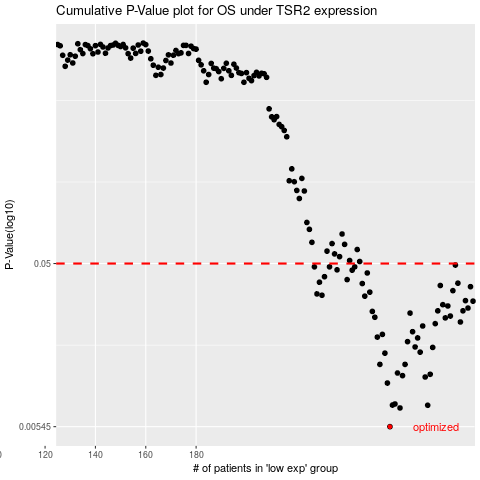 Cumulative P-Value plot for OS under TSR2 expression
P-Value(log10)
0.05
0.00545
optimized
0 120 140 160 180
# of patients in 'low exp' group